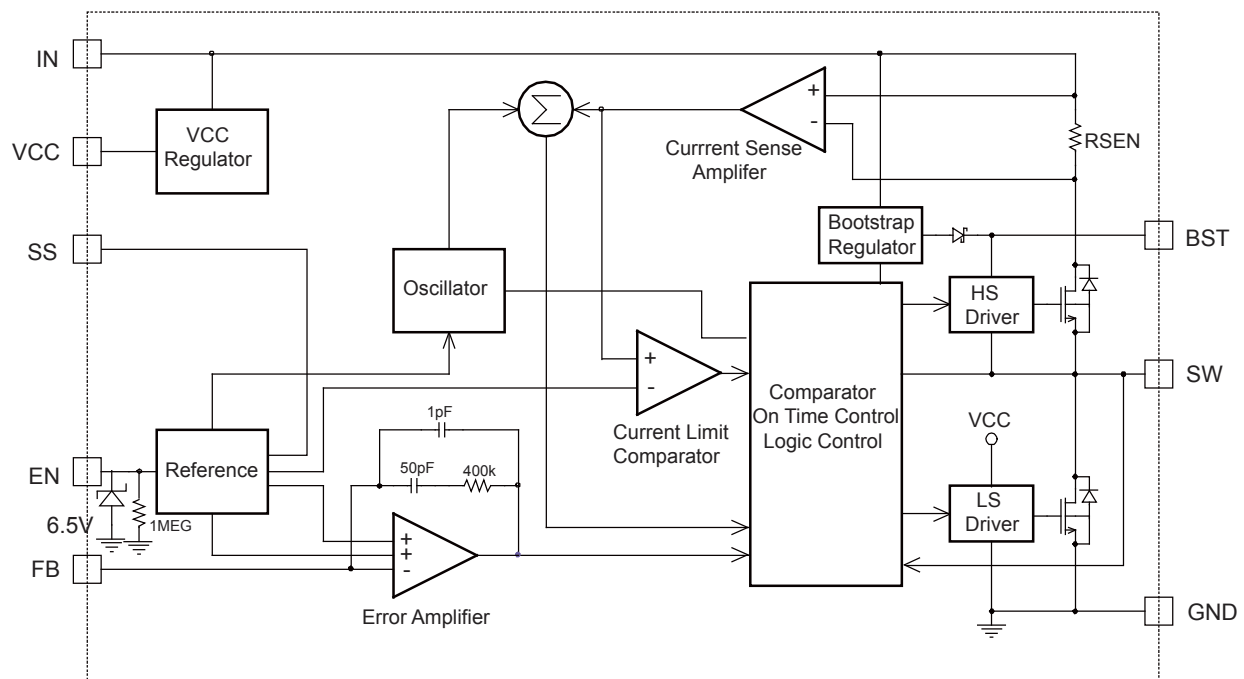 IN
VCC
SS
EN
FB
VCC
Regulator
Σ
+
-
Currrent Sense
Amplifer
RSEN
Bootstrap
Regulator
BST
Oscillator
HS
Driver
+
-
Current Limit
Comparator
Comparator
On Time Control
Logic Control
SW
VCC
LS
Driver
1pF
50pF
400k
Reference
6.5V
1MEG
+
+
-
Error Amplifier
GND